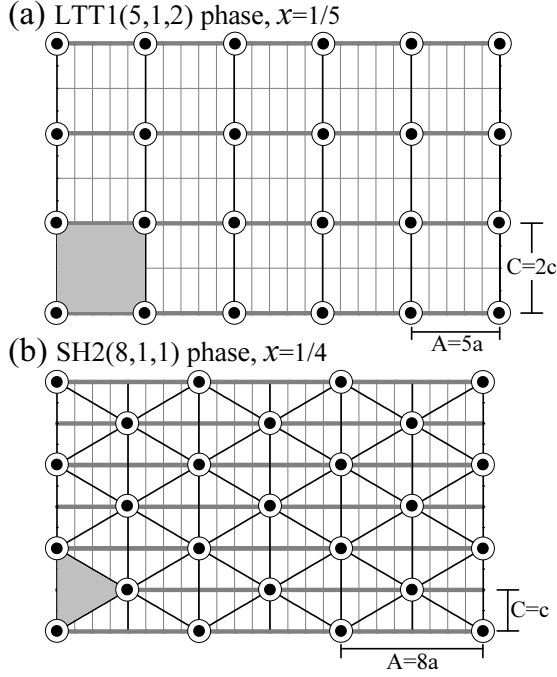 (a) LTT1(5,1,2) phase, x=1/5
C=2c
A=5a
(b) SH2(8,1,1) phase, x=1/4
C=c
A=8a